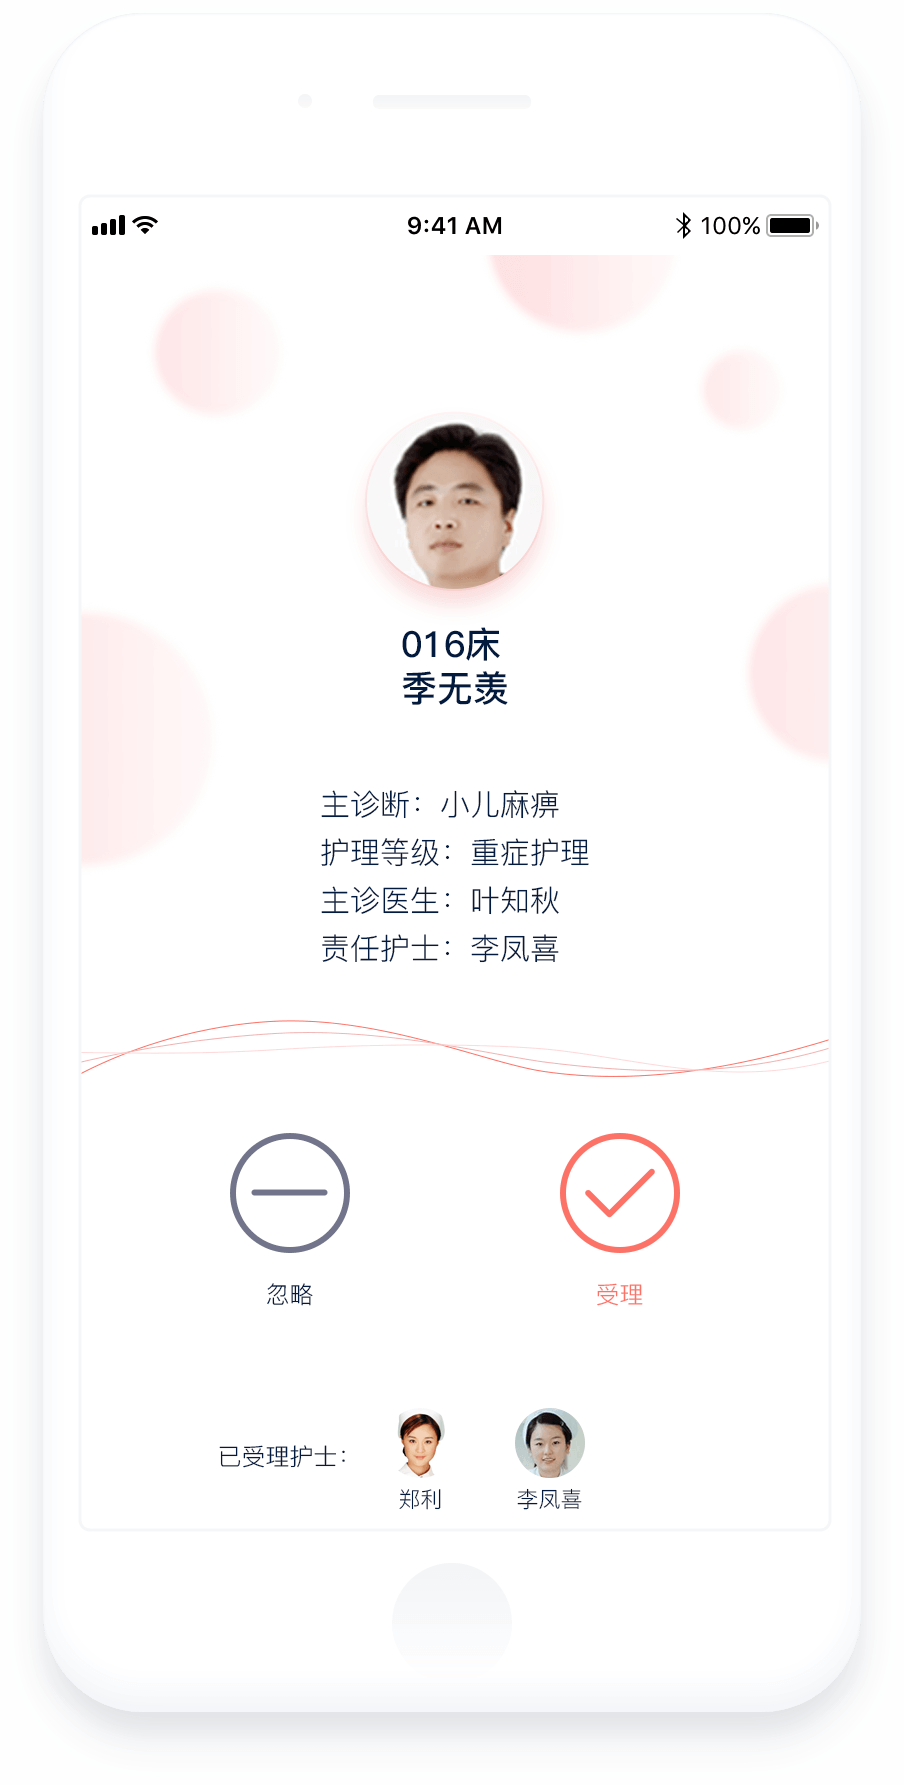 9:41 AM
100%
016床
季无羡
主诊断：小儿麻痹
护理等级：重症护理
主诊医生：叶知秋
责任护士：李凤喜
忽略
受理
已受理护士：
郑利
李凤喜